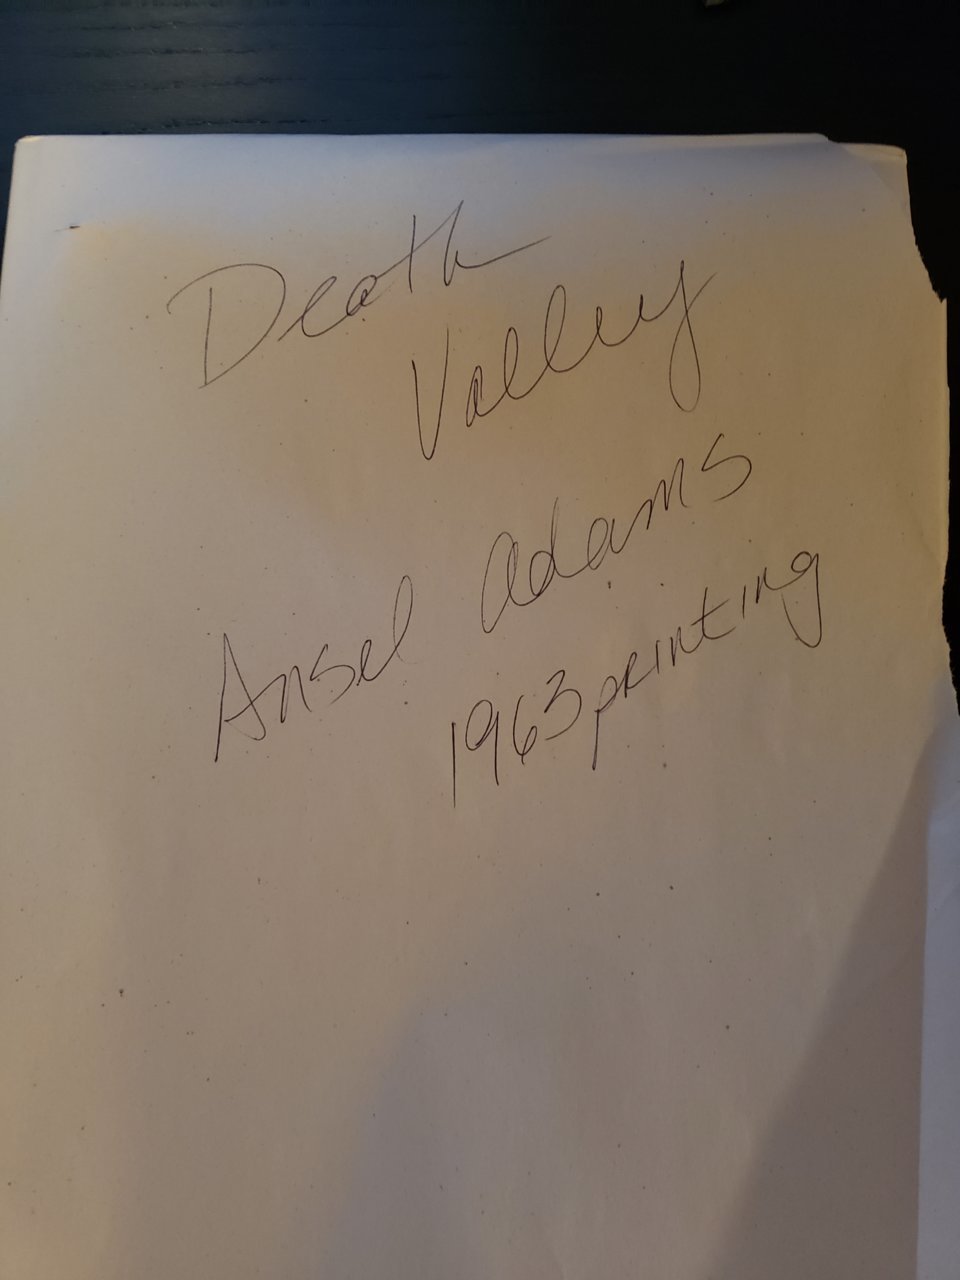 Death
Valley
Ansel Adams
1963 printing